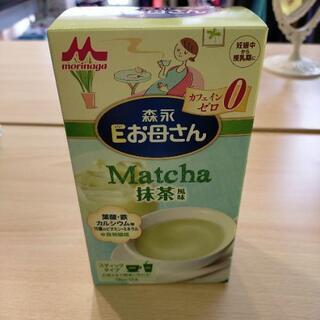 morinaga
妊娠中
から
授乳期に
カフェイン
ゼロ 0
森永
Eお母さん
Matcha
抹茶 風味
葉酸・鉄
カルシウム
スティック
タイプ